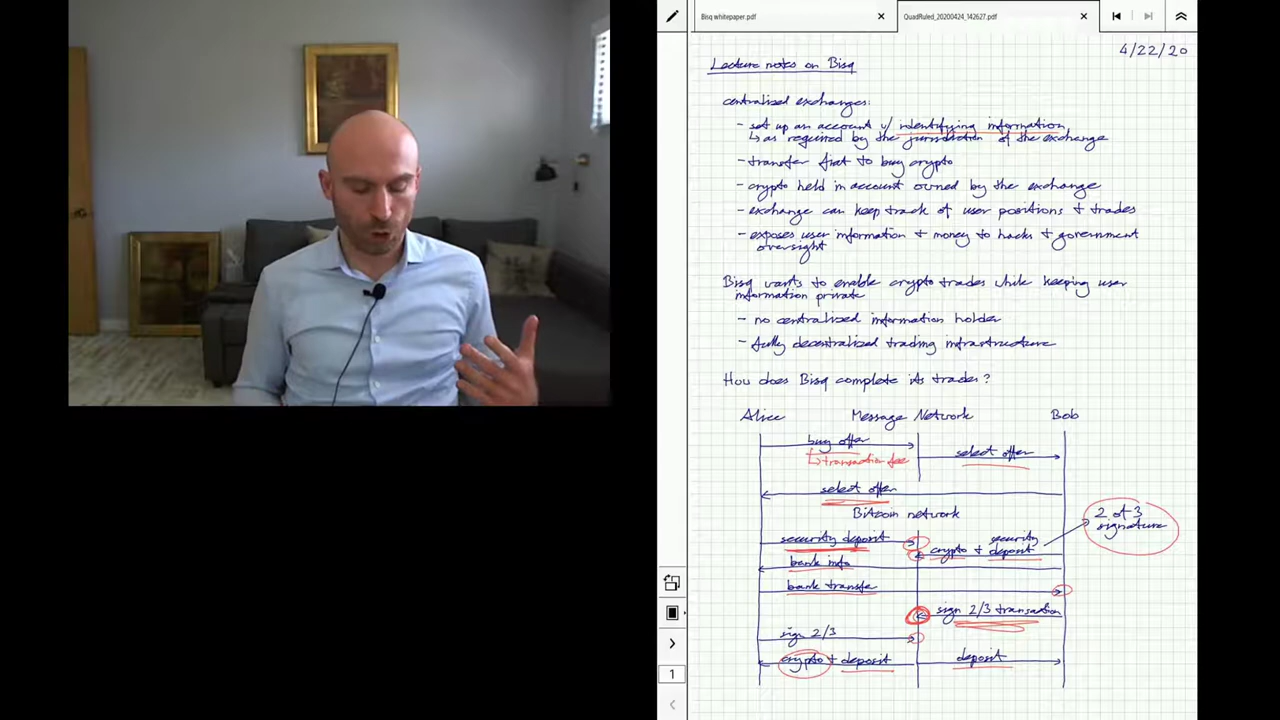 Bisq whitepaper.pdf
QuadRuled_20200424_142627.pdf
4/22/20
Lecture notes on Bisq
centralized exchanges:
- set up an account w/ identifying information
↳ as required by the jurisdiction of the exchange
- transfer fiat to buy crypto
- crypto held in account owned by the exchange
- exchange can keep track of user positions + trades
- exposes user information + money to hacks + government
oversight
Bisq wants to enable crypto trades while keeping user
information private
- no centralized information holder
- fully decentralized trading infrastructure
How does Bisq complete its trades?
Alice Message Network Bob
buy offer
↳ transaction fee
select offer
select offer
Bitcoin network
2 of 3
signature
security deposit
security
crypto + deposit
bank info
bank transfer
sign 2/3 transaction
sign 2/3
crypto + deposit
deposit
1